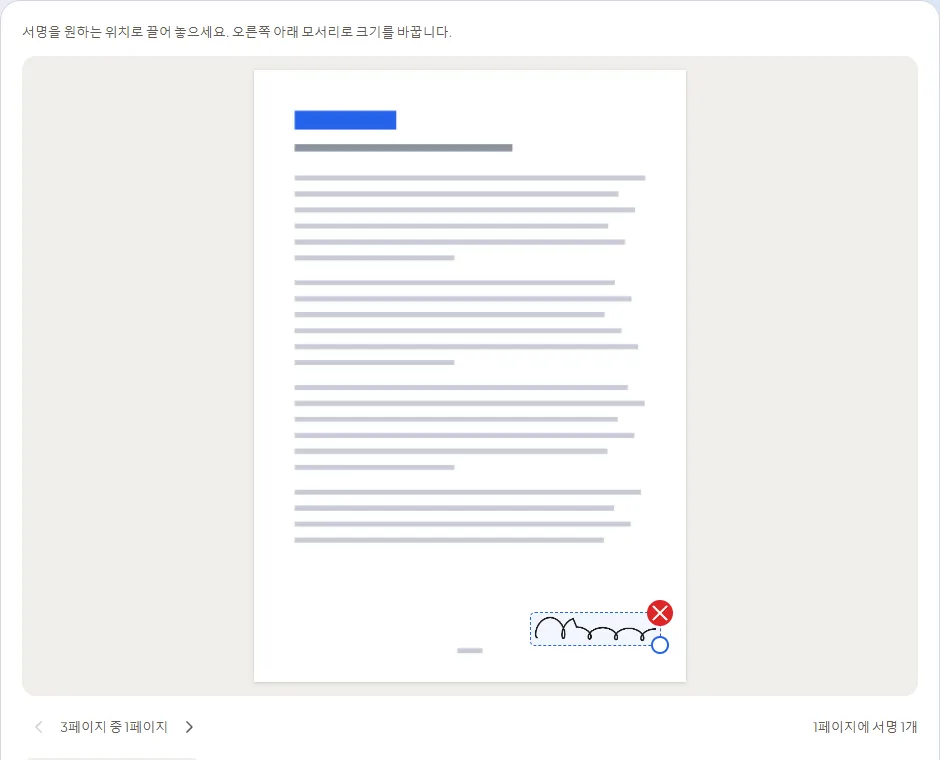 서명을 원하는 위치로 끌어 놓으세요. 오른쪽 아래 모서리로 크기를 바꿉니다.
3페이지 중 1페이지
1페이지에 서명 1개